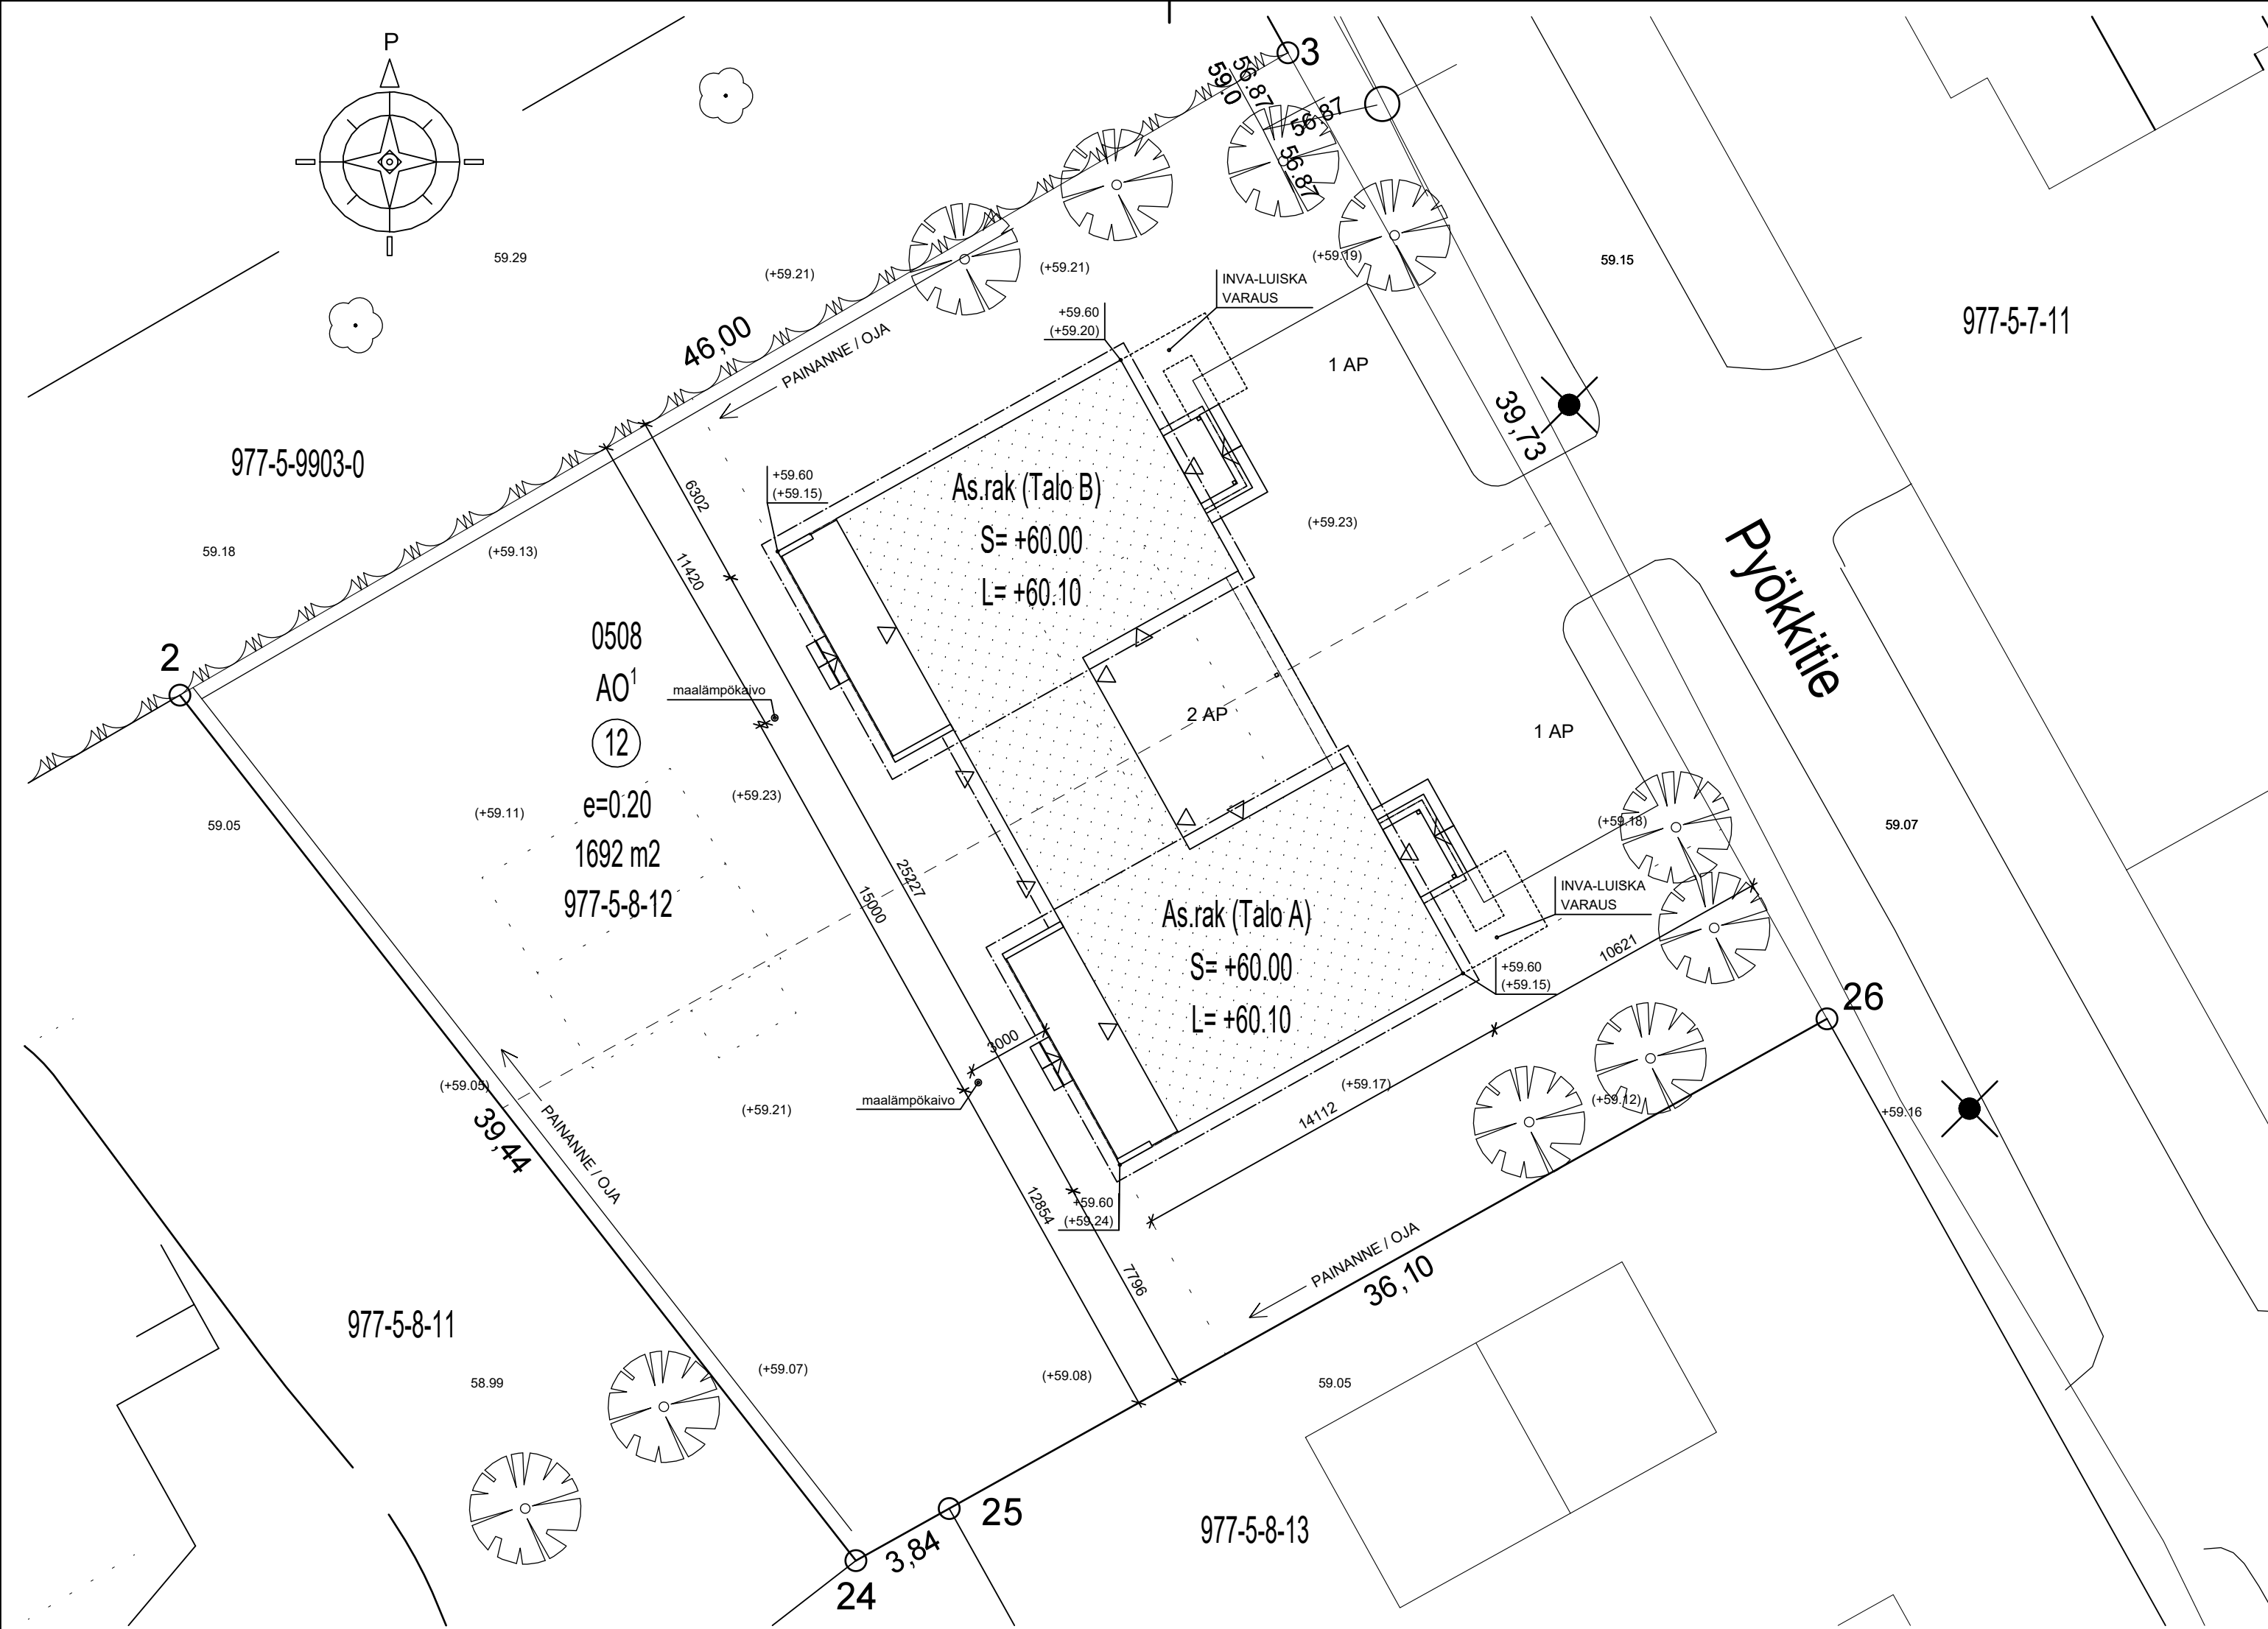 P
3
59.0
56.87
56.87
56.87
59.29
(+59.21)
(+59.21)
(+59.19)
59.15
INVA-LUISKA
VARAUS
977-5-7-11
+59.60
(+59.20)
46,00
PAINANNE / OJA
1 AP
39,73
977-5-9903-0
+59.60
(+59.15)
6302
As.rak (Talo B)
S= +60.00
L= +60.10
(+59.23)
59.18
(+59.13)
11420
Pyökkitie
2
0508
AO1
maalämpökaivo
12
2 AP
1 AP
(+59.23)
e=0.20
(+59.11)
59.05
1692 m2
977-5-8-12
(+59.18)
59.07
25227
15000
As.rak (Talo A)
S= +60.00
L= +60.10
INVA-LUISKA
VARAUS
10621
+59.60
(+59.15)
26
3000
(+59.05)
maalämpökaivo
(+59.21)
(+59.17)
14112
(+59.12)
+59.16
39,44
PAINANNE / OJA
12854
+59.60
(+59.24)
7796
PAINANNE / OJA
36,10
977-5-8-11
58.99
(+59.07)
(+59.08)
59.05
25
977-5-8-13
3,84
24